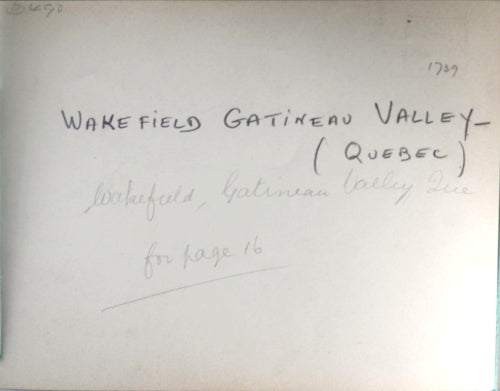 1739
WAKEFIELD GATINEAU VALLEY-
(QUEBEC)
Wakefield, Gatineau Valley Que
for page 16